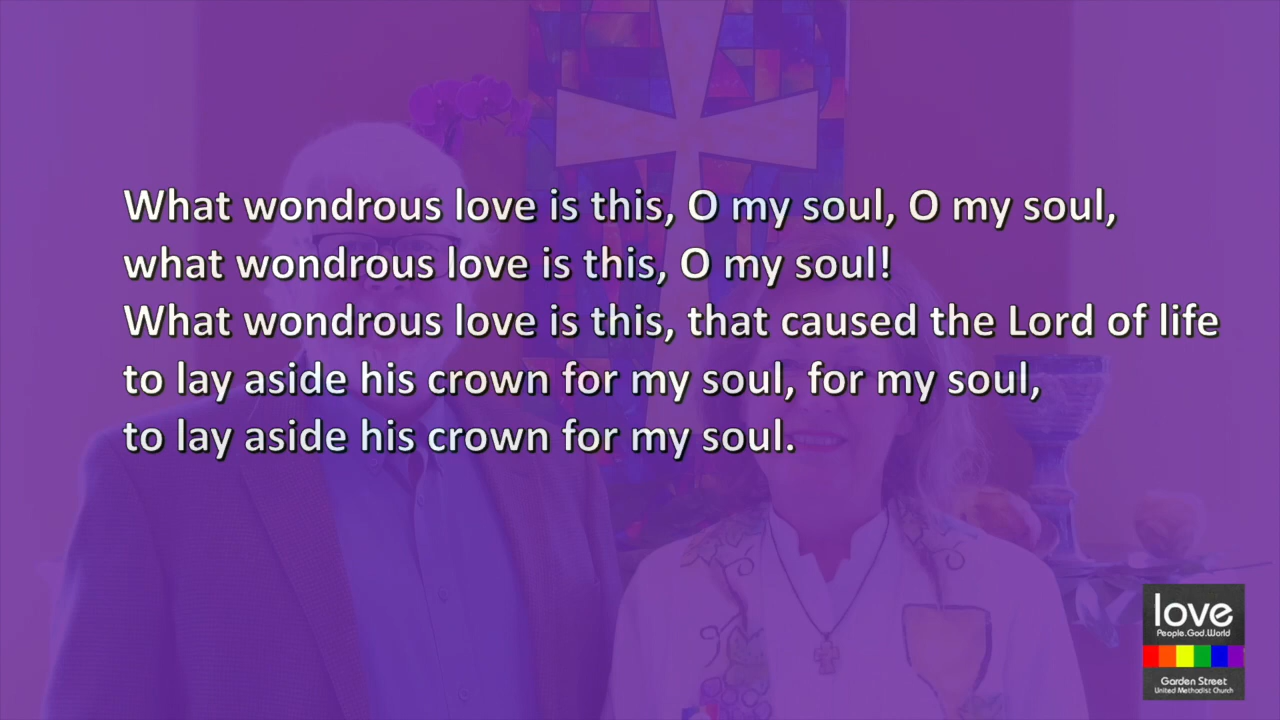 What wondrous love is this, O my soul, O my soul,
what wondrous love is this, O my soul!
What wondrous love is this, that caused the Lord of life
to lay aside his crown for my soul, for my soul,
to lay aside his crown for my soul.
love
People.God.World
Garden Street
United Methodist Church